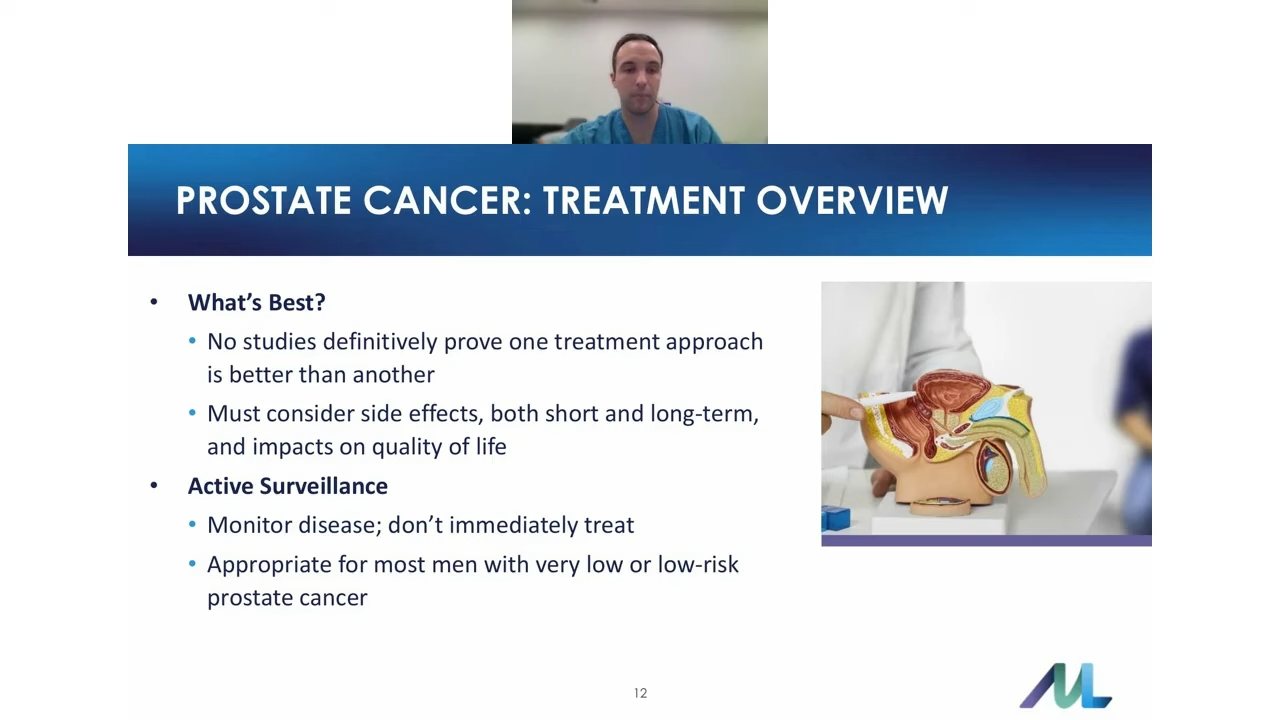 PROSTATE CANCER: TREATMENT OVERVIEW
• What's Best?
• No studies definitively prove one treatment approach
is better than another
• Must consider side effects, both short and long-term,
and impacts on quality of life
• Active Surveillance
• Monitor disease; don't immediately treat
• Appropriate for most men with very low or low-risk
prostate cancer
12